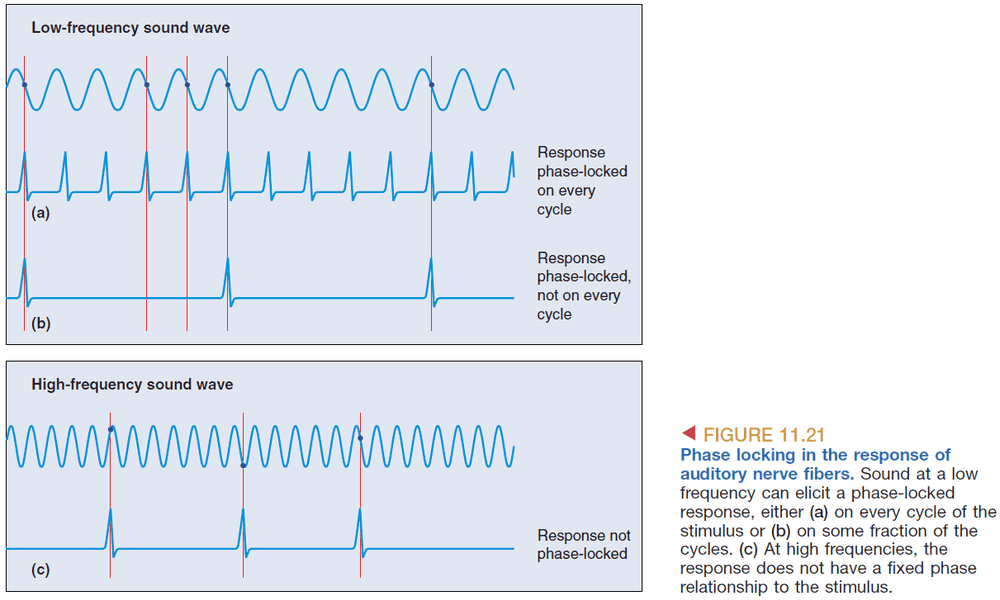 Low-frequency sound wave
Response
phase-locked
on every
cycle
(a)
Response
phase-locked,
not on every
cycle
(b)
High-frequency sound wave
Response not
phase-locked
(c)
◀ FIGURE 11.21
Phase locking in the response of
auditory nerve fibers. Sound at a low
frequency can elicit a phase-locked
response, either (a) on every cycle of the
stimulus or (b) on some fraction of the
cycles. (c) At high frequencies, the
response does not have a fixed phase
relationship to the stimulus.